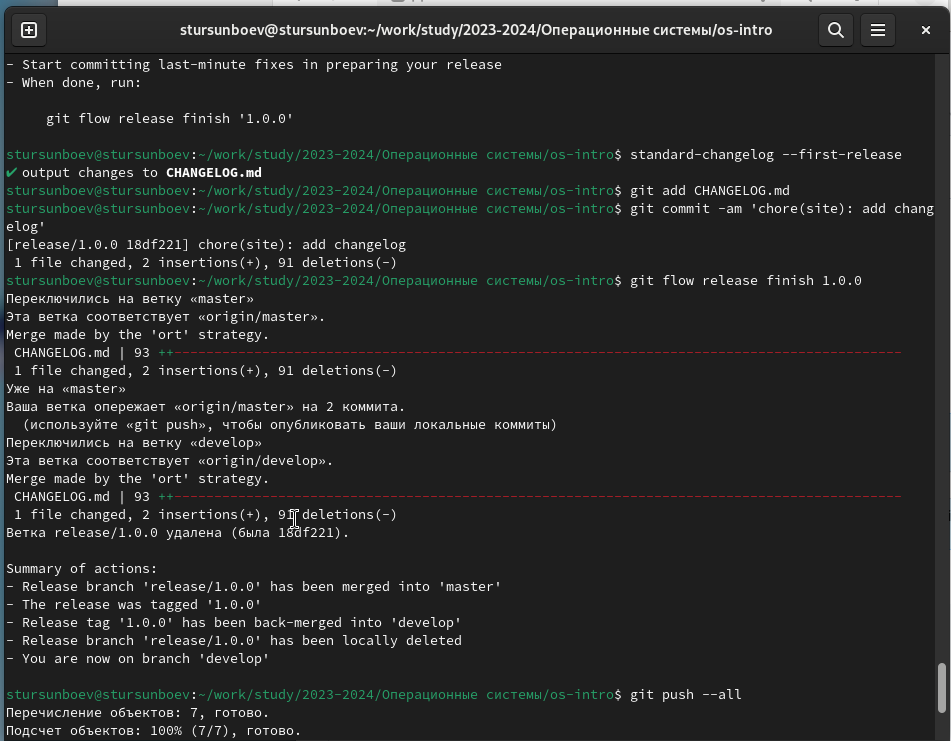 stursunboev@stursunboev:~/work/study/2023-2024/Операционные системы/os-intro
- Start committing last-minute fixes in preparing your release
- When done, run:
git flow release finish '1.0.0'
stursunboev@stursunboev:~/work/study/2023-2024/Операционные системы/os-intro$ standard-changelog --first-release
✔ output changes to CHANGELOG.md
stursunboev@stursunboev:~/work/study/2023-2024/Операционные системы/os-intro$ git add CHANGELOG.md
stursunboev@stursunboev:~/work/study/2023-2024/Операционные системы/os-intro$ git commit -am 'chore(site): add chang
elog'
[release/1.0.0 18df221] chore(site): add changelog
1 file changed, 2 insertions(+), 91 deletions(-)
stursunboev@stursunboev:~/work/study/2023-2024/Операционные системы/os-intro$ git flow release finish 1.0.0
Переключились на ветку «master»
Эта ветка соответствует «origin/master».
Merge made by the 'ort' strategy.
CHANGELOG.md | 93 ++-------------------------------------------------------------------------------------------
1 file changed, 2 insertions(+), 91 deletions(-)
Уже на «master»
Ваша ветка опережает «origin/master» на 2 коммита.
(используйте «git push», чтобы опубликовать ваши локальные коммиты)
Переключились на ветку «develop»
Эта ветка соответствует «origin/develop».
Merge made by the 'ort' strategy.
CHANGELOG.md | 93 ++-------------------------------------------------------------------------------------------
1 file changed, 2 insertions(+), 91 deletions(-)
Ветка release/1.0.0 удалена (была 18df221).
Summary of actions:
- Release branch 'release/1.0.0' has been merged into 'master'
- The release was tagged '1.0.0'
- Release tag '1.0.0' has been back-merged into 'develop'
- Release branch 'release/1.0.0' has been locally deleted
- You are now on branch 'develop'
stursunboev@stursunboev:~/work/study/2023-2024/Операционные системы/os-intro$ git push --all
Перечисление объектов: 7, готово.
Подсчет объектов: 100% (7/7), готово.